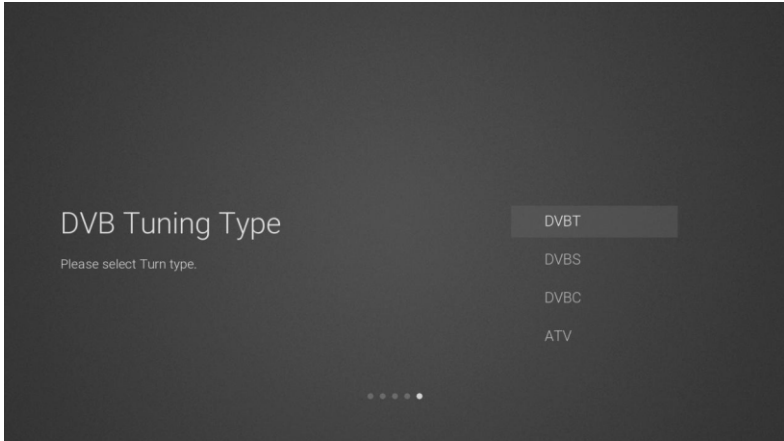 DVB Tuning Type
Please select Turn type.
DVBT
DVBS
DVBC
ATV